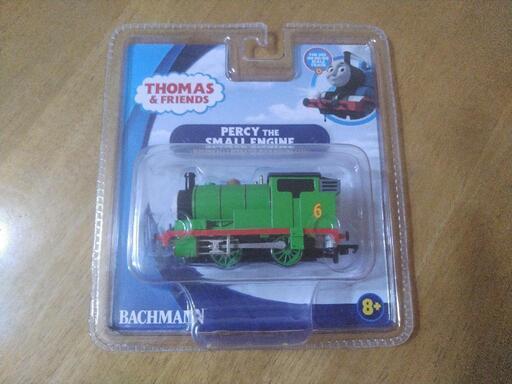 THOMAS
& FRIENDS
PERCY THE
SMALL ENGINE
6
BACHMANN
8+